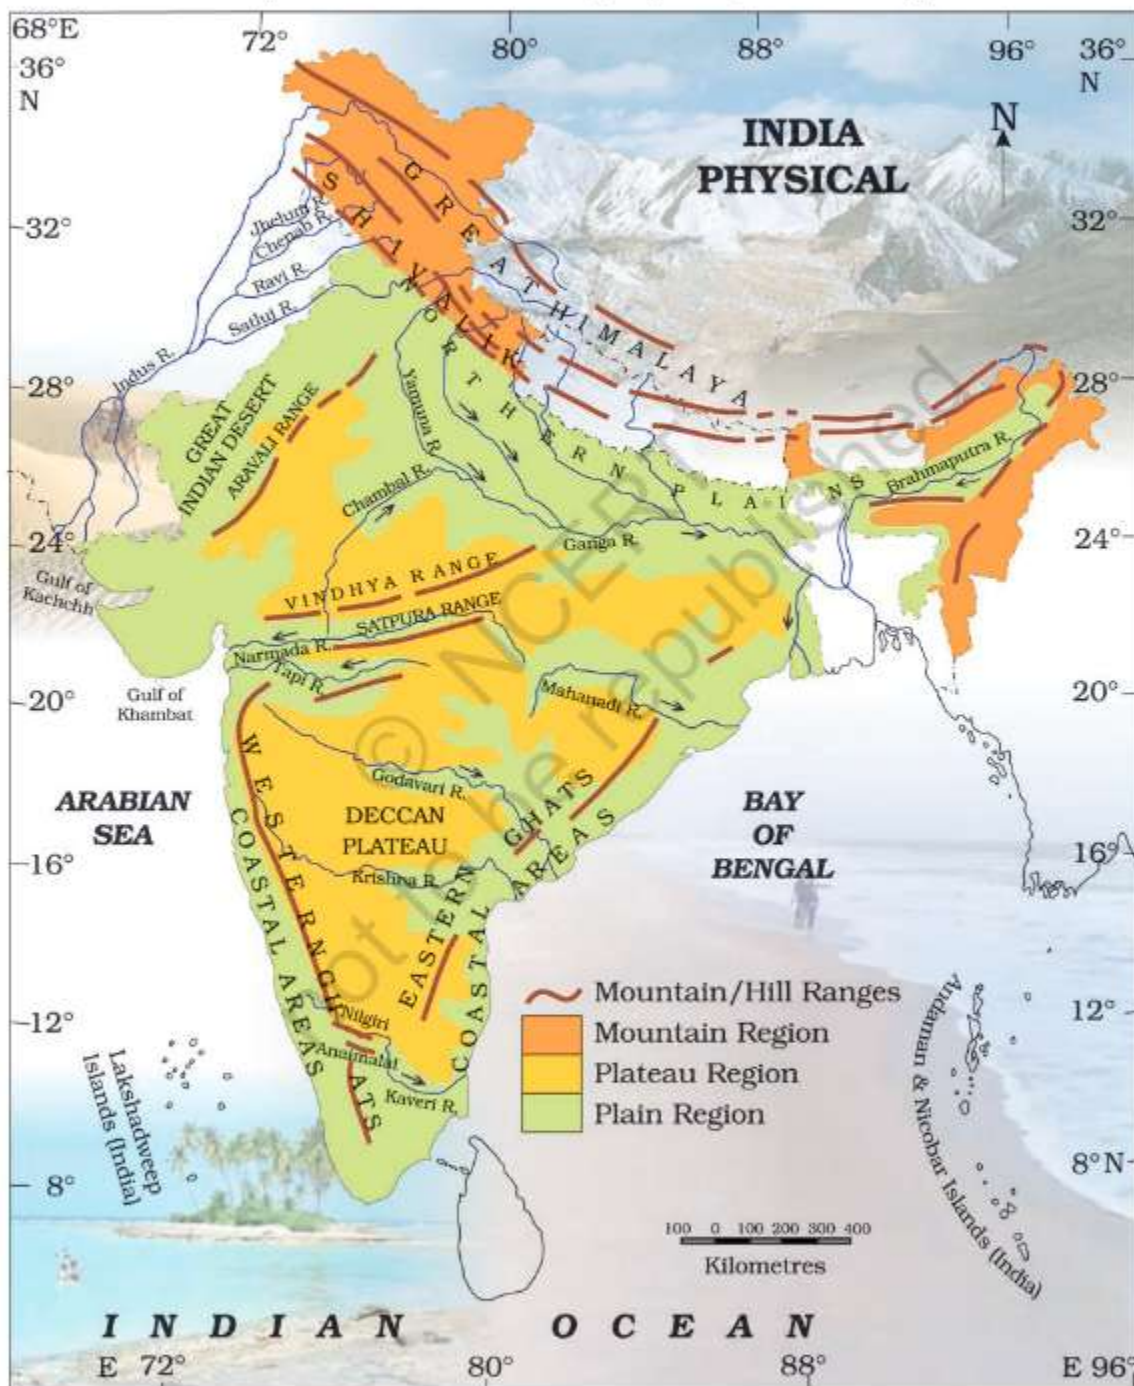 68°E
72°
80°
88°
96°
36°
N
36°
N
N
INDIA
PHYSICAL
GREAT HIMALAYA
SHIVALIK
Jhelum R.
Chenab R.
Ravi R.
Satluj R.
Indus R.
32°
32°
NORTHERN PLAINS
28°
28°
GREAT
INDIAN DESERT
ARAVALI RANGE
Yamuna R.
Chambal R.
Brahmaputra R.
Ganga R.
24°
24°
Gulf of
Kachchh
VINDHYA RANGE
SATPURA RANGE
Narmada R.
Tapi R.
Mahanadi R.
20°
20°
Gulf of
Khambat
Godavari R.
ARABIAN
SEA
DECCAN
PLATEAU
BAY
OF
BENGAL
WESTERN GHATS
COASTAL AREAS
EASTERN GHATS
COASTAL AREAS
Krishna R.
16°
16°
© NCERT
not to be republished
Nilgiri
Anaimalai
Kaveri R.
12°
12°
Mountain/Hill Ranges
Mountain Region
Plateau Region
Plain Region
Lakshadweep
Islands (India)
Andaman & Nicobar Islands (India)
8°
8°N
100 0 100 200 300 400
Kilometres
INDIAN OCEAN
E 72°
80°
88°
E 96°